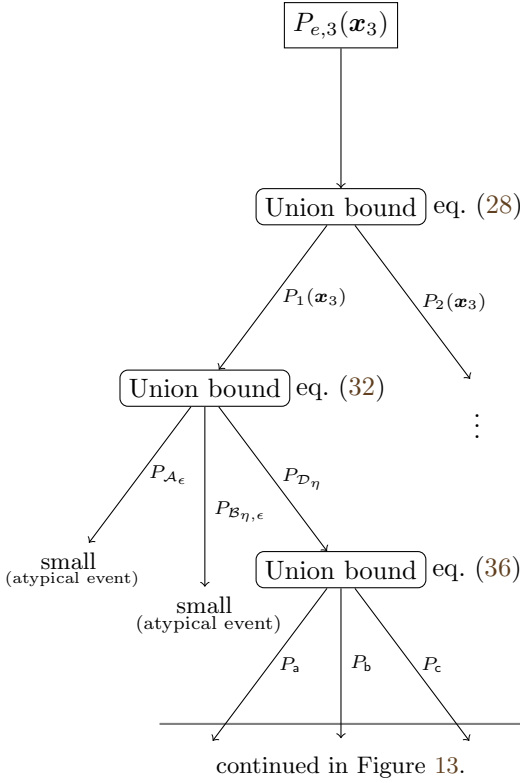 P_{e,3}(𝒙_3)
Union bound eq. (28)
P_1(𝒙_3)
P_2(𝒙_3)
Union bound eq. (32)
⋮
P_{𝒜_ϵ}
P_{ℬ_{η,ϵ}}
P_{𝒟_η}
small
(atypical event)
small
(atypical event)
Union bound eq. (36)
P_a
P_b
P_c
continued in Figure 13.